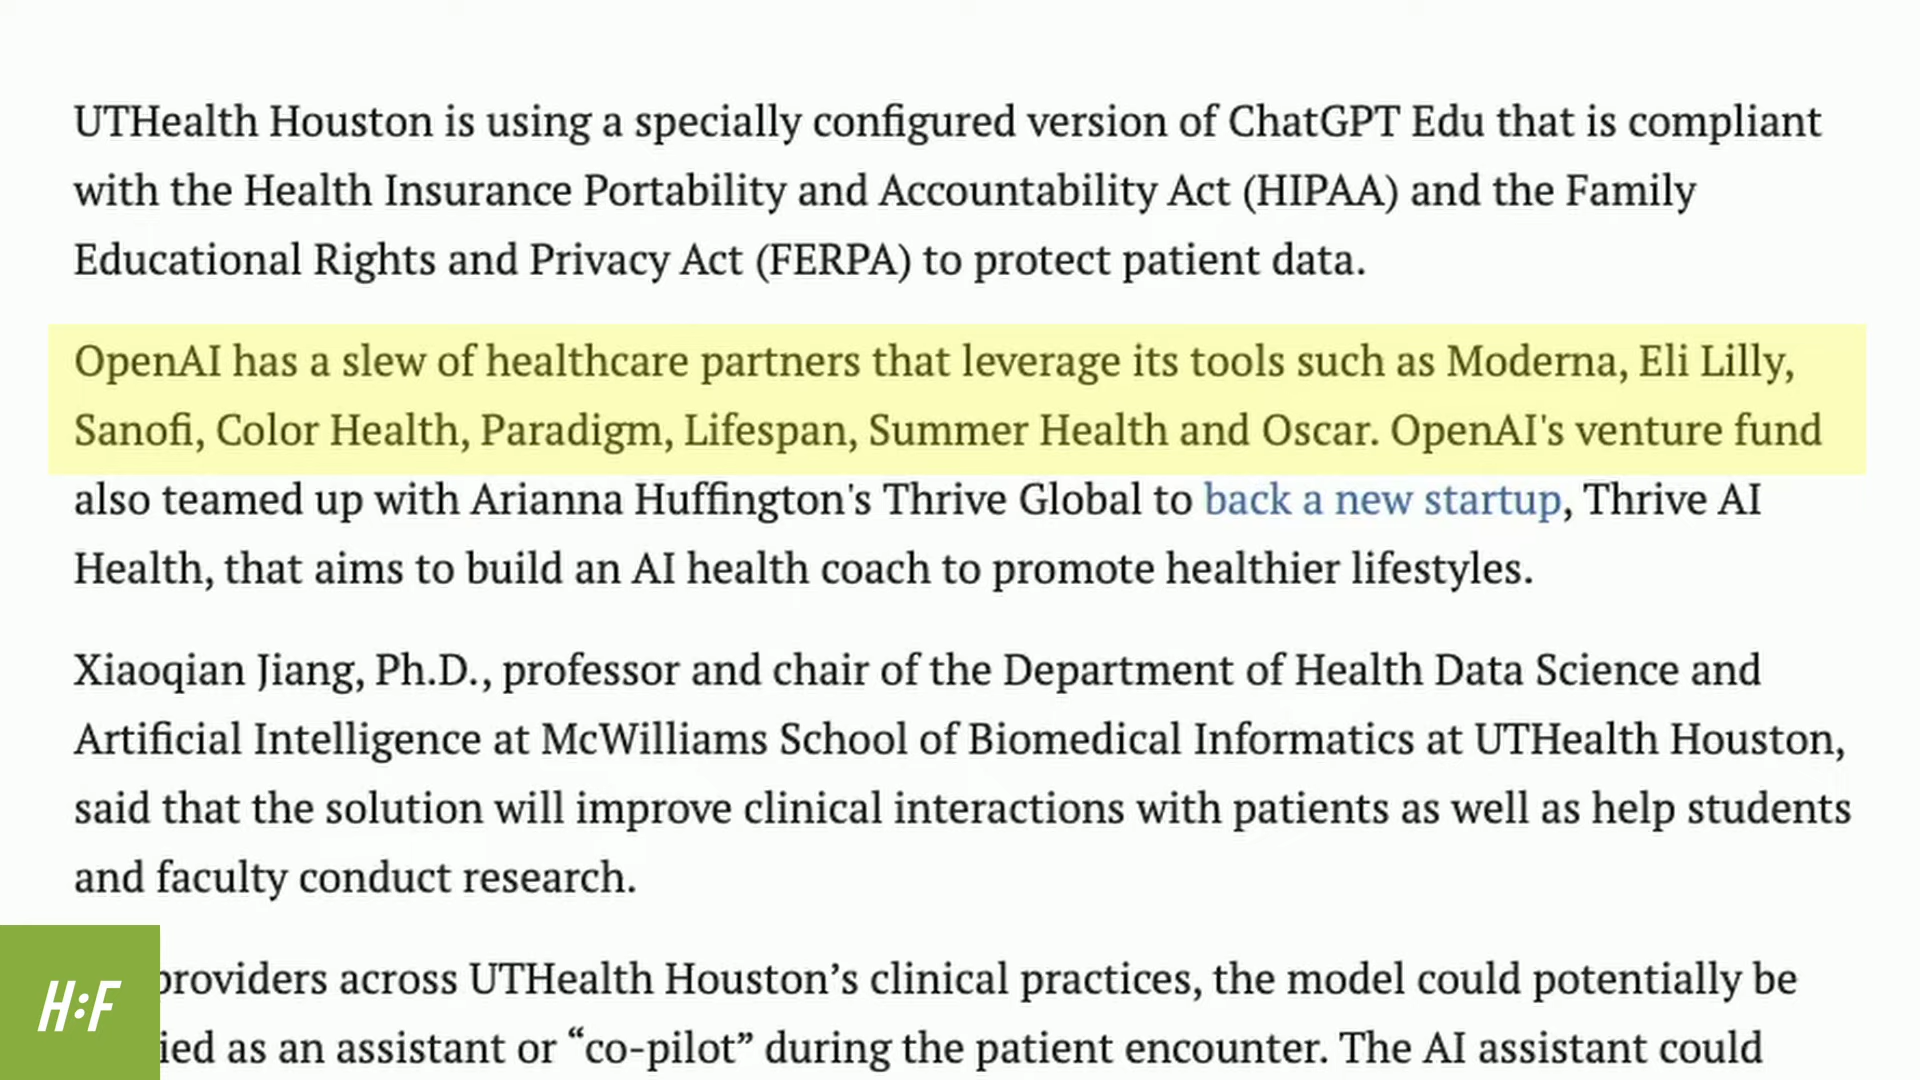 UTHealth Houston is using a specially configured version of ChatGPT Edu that is compliant
with the Health Insurance Portability and Accountability Act (HIPAA) and the Family
Educational Rights and Privacy Act (FERPA) to protect patient data.
OpenAI has a slew of healthcare partners that leverage its tools such as Moderna, Eli Lilly,
Sanofi, Color Health, Paradigm, Lifespan, Summer Health and Oscar. OpenAI's venture fund
also teamed up with Arianna Huffington's Thrive Global to back a new startup, Thrive AI
Health, that aims to build an AI health coach to promote healthier lifestyles.
Xiaoqian Jiang, Ph.D., professor and chair of the Department of Health Data Science and
Artificial Intelligence at McWilliams School of Biomedical Informatics at UTHealth Houston,
said that the solution will improve clinical interactions with patients as well as help students
and faculty conduct research.
providers across UTHealth Houston’s clinical practices, the model could potentially be
as an assistant or “co-pilot” during the patient encounter. The AI assistant could
H:F